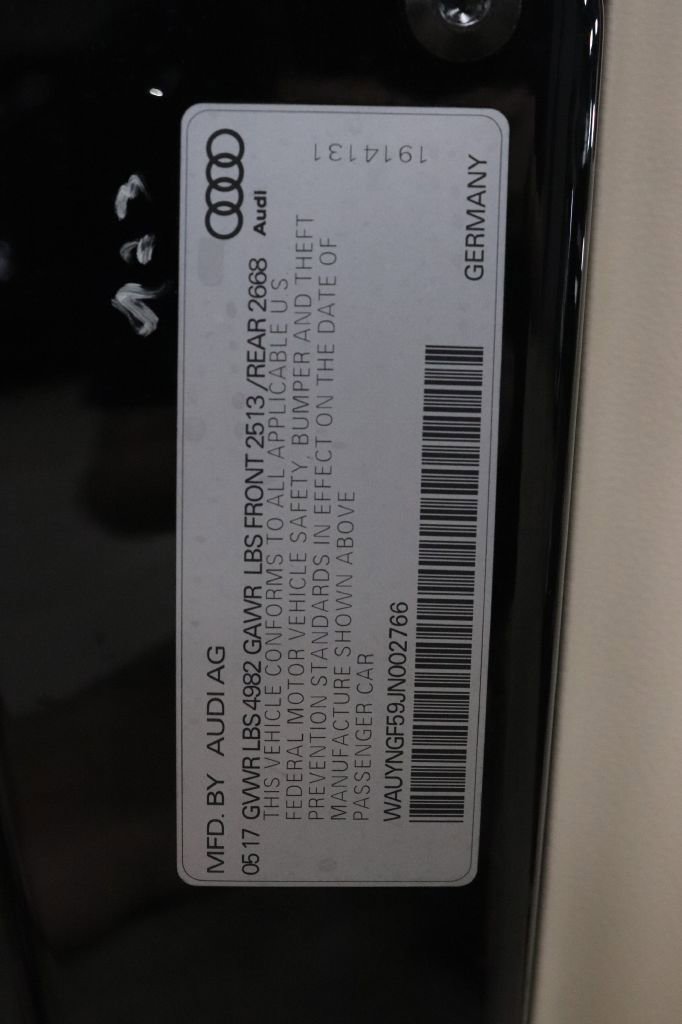 MFD. BY AUDI AG
Audi
0517 GVWR LBS 4982 GAWR LBS FRONT 2513 / REAR 2668
THIS VEHICLE CONFORMS TO ALL APPLICABLE U S
FEDERAL MOTOR VEHICLE SAFETY, BUMPER AND THEFT
PREVENTION STANDARDS IN EFFECT ON THE DATE OF
MANUFACTURE SHOWN ABOVE
PASSENGER CAR
1914131
WAUYNGF59JN002766
GERMANY